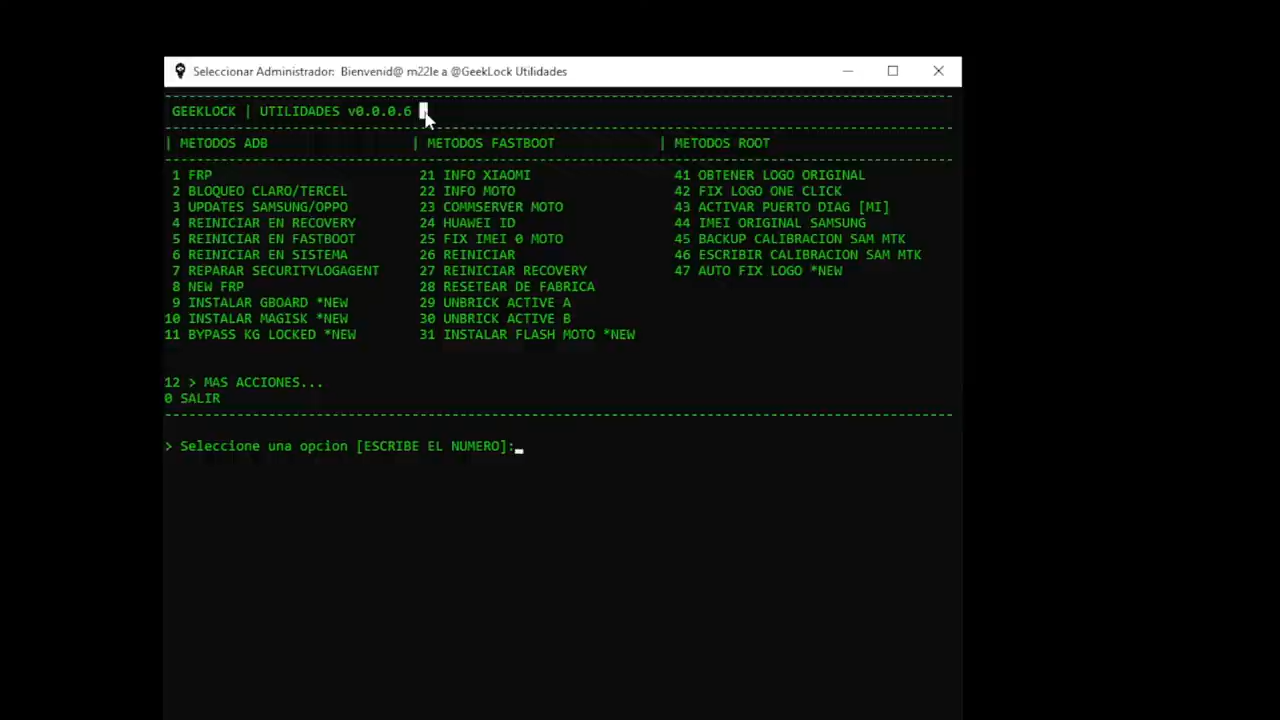 Seleccionar Administrador: Bienvenid@ m22le a @GeekLock Utilidades
GEEKLOCK | UTILIDADES v0.0.0.6
| METODOS ADB | METODOS FASTBOOT | METODOS ROOT
1 FRP 21 INFO XIAOMI 41 OBTENER LOGO ORIGINAL
2 BLOQUEO CLARO/TERCEL 22 INFO MOTO 42 FIX LOGO ONE CLICK
3 UPDATES SAMSUNG/OPPO 23 COMMSERVER MOTO 43 ACTIVAR PUERTO DIAG [MI]
4 REINICIAR EN RECOVERY 24 HUAWEI ID 44 IMEI ORIGINAL SAMSUNG
5 REINICIAR EN FASTBOOT 25 FIX IMEI 0 MOTO 45 BACKUP CALIBRACION SAM MTK
6 REINICIAR EN SISTEMA 26 REINICIAR 46 ESCRIBIR CALIBRACION SAM MTK
7 REPARAR SECURITYLOGAGENT 27 REINICIAR RECOVERY 47 AUTO FIX LOGO *NEW
8 NEW FRP 28 RESETEAR DE FABRICA
9 INSTALAR GBOARD *NEW 29 UNBRICK ACTIVE A
10 INSTALAR MAGISK *NEW 30 UNBRICK ACTIVE B
11 BYPASS KG LOCKED *NEW 31 INSTALAR FLASH MOTO *NEW
12 > MAS ACCIONES...
0 SALIR
> Seleccione una opcion [ESCRIBE EL NUMERO]: